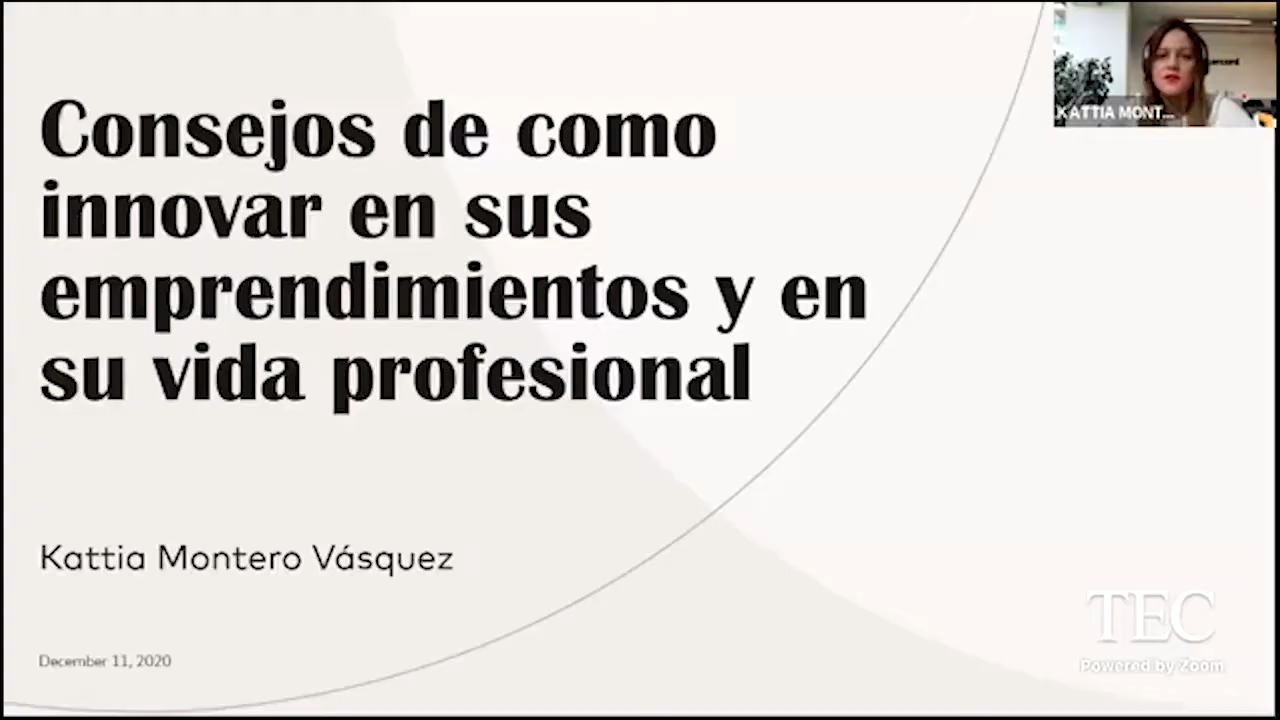 Consejos de como
innovar en sus
emprendimientos y en
su vida profesional
Kattia Montero Vásquez
December 11, 2020
KATTIA MONT...
TEC
Powered by Zoom